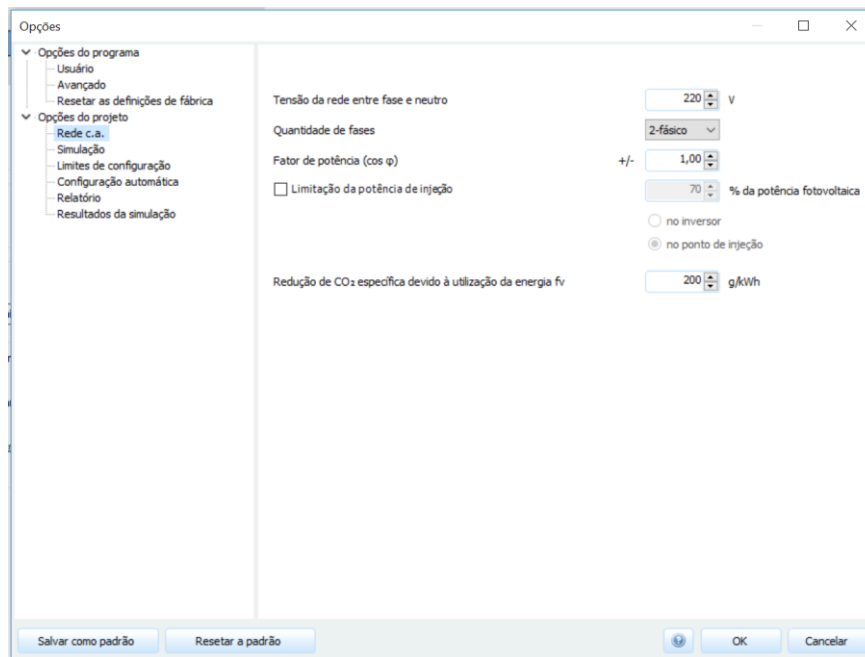 Opções
Opções do programa
Usuário
Avançado
Resetar as definições de fábrica
Opções do projeto
Rede c.a.
Simulação
Limites de configuração
Configuração automática
Relatório
Resultados da simulação
Tensão da rede entre fase e neutro 220 V
Quantidade de fases 2-fásico
Fator de potência (cos φ) +/- 1,00
Limitação da potência de injeção 70 % da potência fotovoltaica
no inversor
no ponto de injeção
Redução de CO₂ específica devido à utilização da energia fv 200 g/kWh
Salvar como padrão Resetar a padrão OK Cancelar